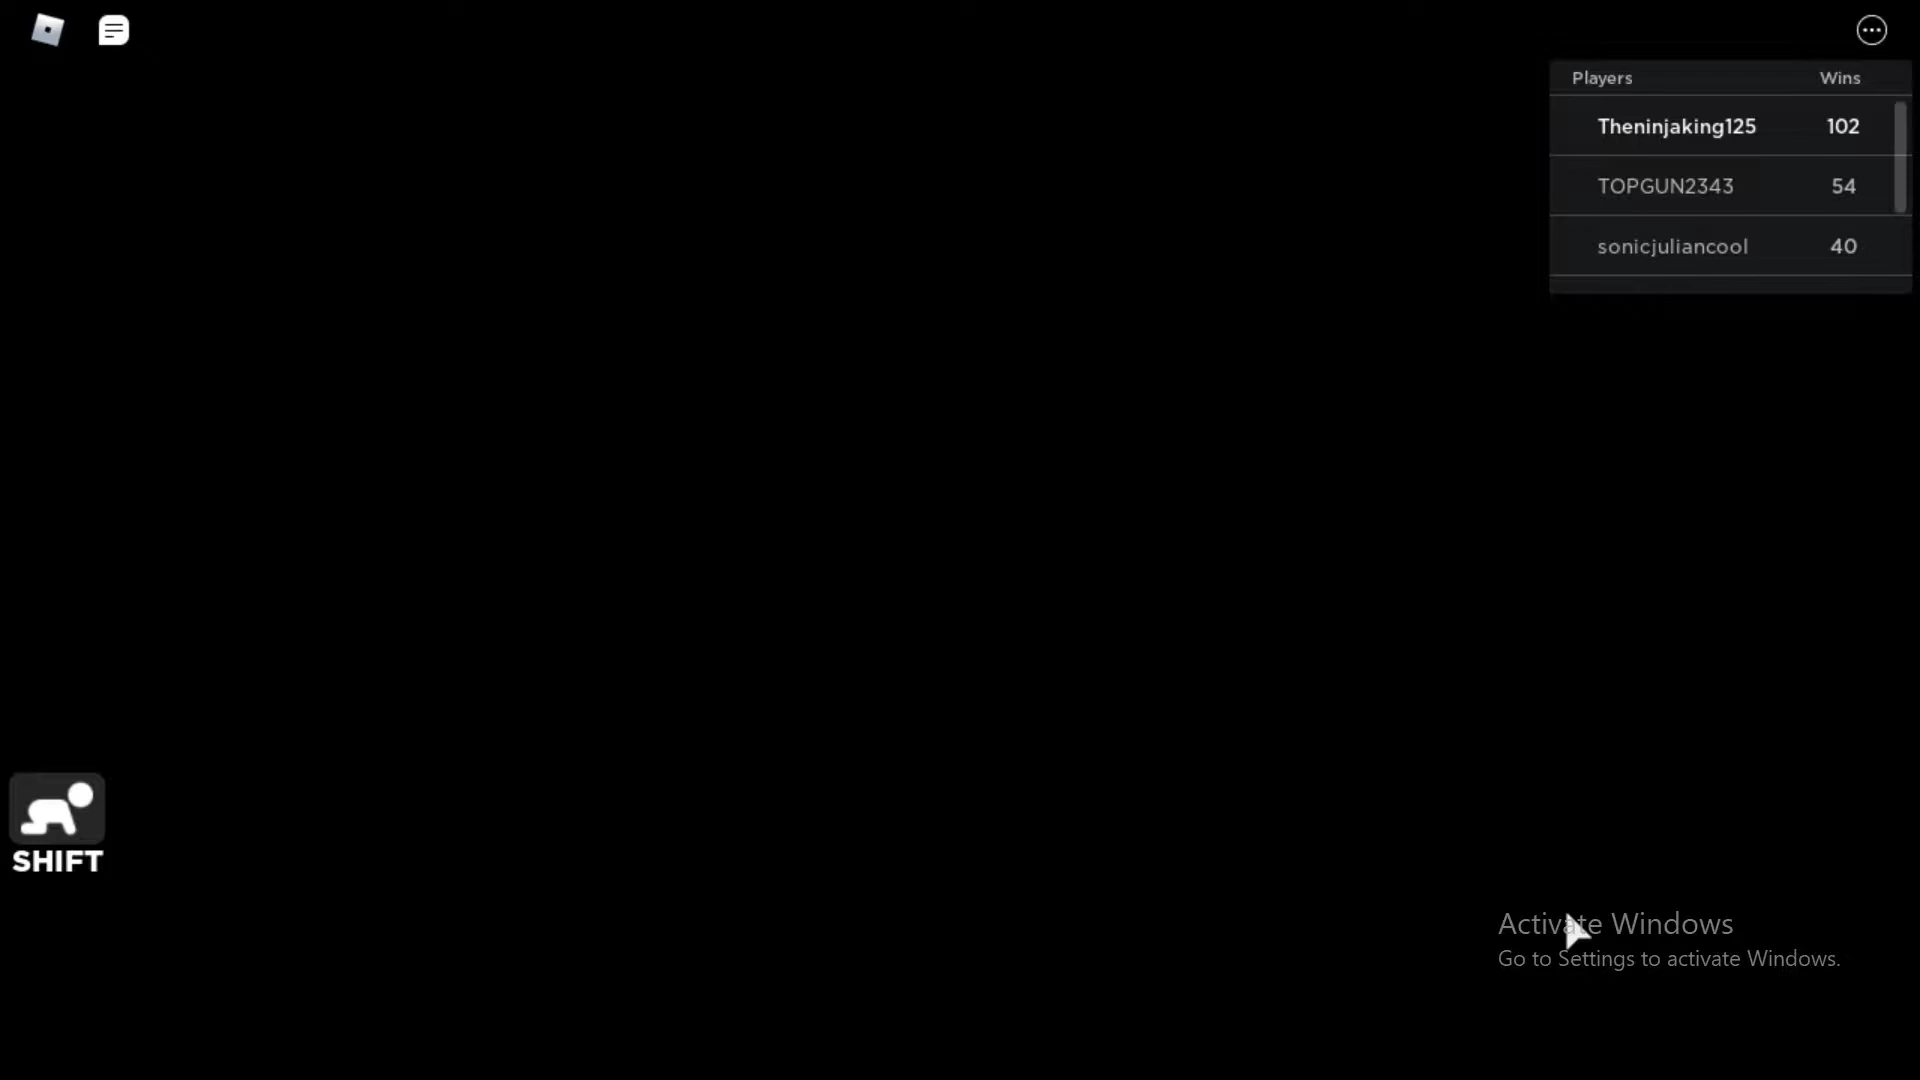 Players Wins
Theninjaking125 102
TOPGUN2343 54
sonicjuliancool 40
SHIFT
Activate Windows
Go to Settings to activate Windows.